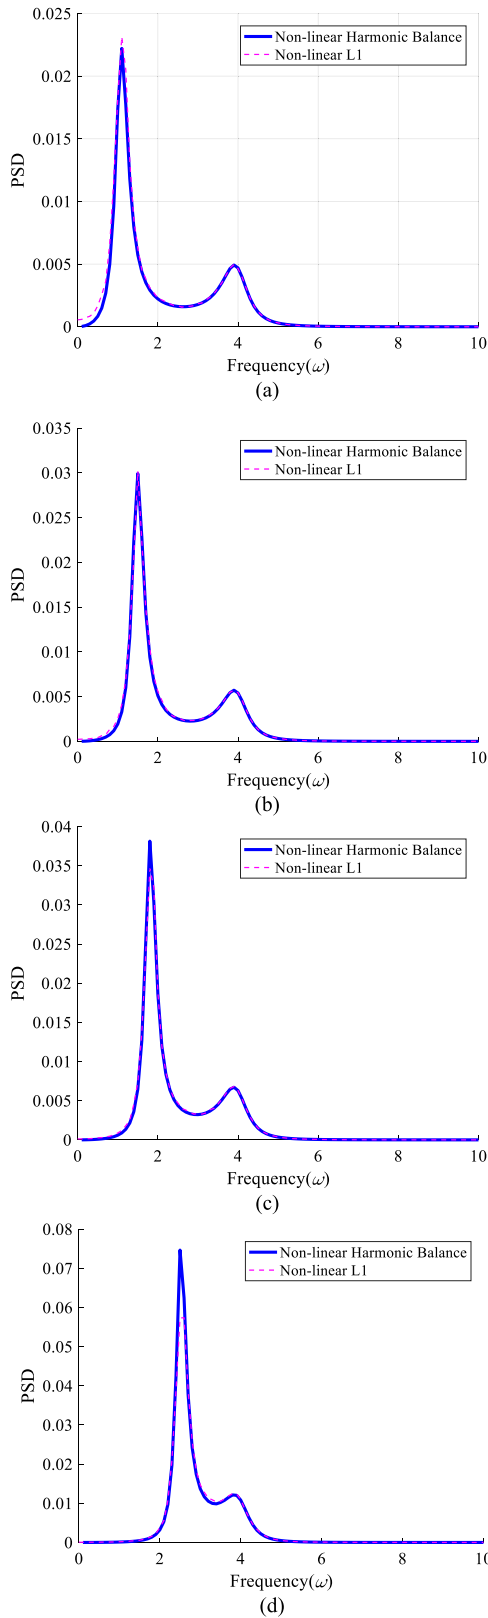 0.025
0.02
0.015
0.01
0.005
0
PSD
Non-linear Harmonic Balance
Non-linear L1
0 2 4 6 8 10
Frequency(ω)
(a)
0.035
0.03
0.025
0.02
0.015
0.01
0.005
0
PSD
Non-linear Harmonic Balance
Non-linear L1
0 2 4 6 8 10
Frequency(ω)
(b)
0.04
0.035
0.03
0.025
0.02
0.015
0.01
0.005
0
PSD
Non-linear Harmonic Balance
Non-linear L1
0 2 4 6 8 10
Frequency(ω)
(c)
0.08
0.07
0.06
0.05
0.04
0.03
0.02
0.01
0
PSD
Non-linear Harmonic Balance
Non-linear L1
0 2 4 6 8 10
Frequency(ω)
(d)